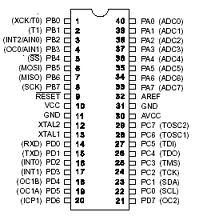 (XCK/T0) PB0 1 40 PA0 (ADC0)
(T1) PB1 2 39 PA1 (ADC1)
(INT2/AIN0) PB2 3 38 PA2 (ADC2)
(OC0/AIN1) PB3 4 37 PA3 (ADC3)
(SS) PB4 5 36 PA4 (ADC4)
(MOSI) PB5 6 35 PA5 (ADC5)
(MISO) PB6 7 34 PA6 (ADC6)
(SCK) PB7 8 33 PA7 (ADC7)
RESET 9 32 AREF
VCC 10 31 GND
GND 11 30 AVCC
XTAL2 12 29 PC7 (TOSC2)
XTAL1 13 28 PC6 (TOSC1)
(RXD) PD0 14 27 PC5 (TDI)
(TXD) PD1 15 26 PC4 (TDO)
(INT0) PD2 16 25 PC3 (TMS)
(INT1) PD3 17 24 PC2 (TCK)
(OC1B) PD4 18 23 PC1 (SDA)
(OC1A) PD5 19 22 PC0 (SCL)
(ICP1) PD6 20 21 PD7 (OC2)